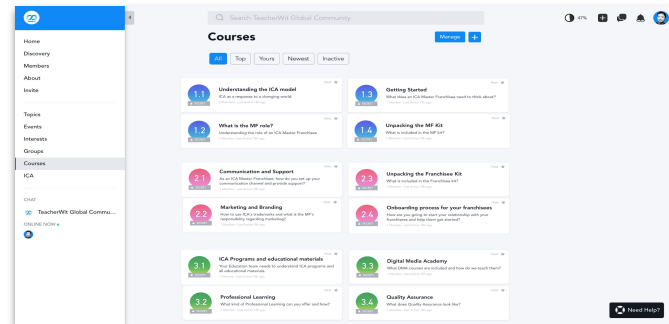 Search TeacherWit Global Community
47%
Home
Discovery
Members
About
Invite
Topics
Events
Interests
Groups
Courses
ICA
CHAT
TeacherWit Global Commu...
ONLINE NOW
Courses
Manage +
All Top Yours Newest Inactive
1.1
Understanding the ICA model
ICA as a response to a changing world
1.3
Getting Started
What does an ICA Master Franchisee need to think about?
1.2
What is the MF role?
Understanding the role of an ICA Master Franchisee
1.4
Unpacking the MF Kit
What is included in the MF kit?
2.1
Communication and Support
As an ICA Master Franchisee, how do you set up your
communication channel and provide support?
2.3
Unpacking the Franchisee Kit
What is included in the Franchisee kit?
2.2
Marketing and Branding
How to use ICA's trademarks and what is the MF's
responsibility regarding marketing?
2.4
Onboarding process for your franchisees
How are you going to start your relationship with your
franchisees and help them get started?
3.1
ICA Programs and educational materials
Your Education team needs to understand ICA programs and
all educational materials.
3.3
Digital Media Academy
What DMA courses are included and how do we teach them?
3.2
Professional Learning
What kind of Professional Learning can you offer and how?
3.4
Quality Assurance
What does Quality Assurance look like?
Need Help?